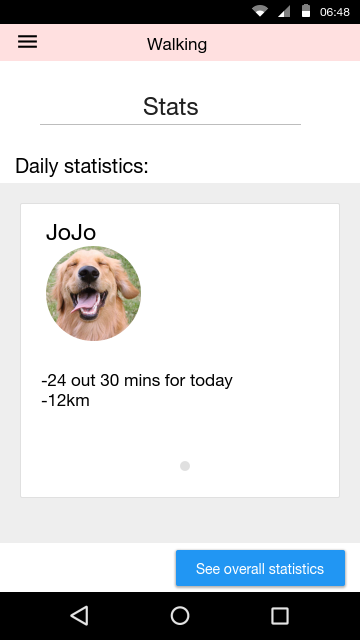 06:48
Walking
Stats
Daily statistics:
JoJo
-24 out 30 mins for today
-12km
See overall statistics